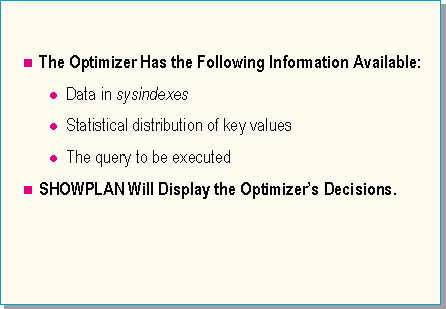 The Optimizer Has the Following Information Available:
Data in sysindexes
Statistical distribution of key values
The query to be executed
SHOWPLAN Will Display the Optimizer's Decisions.